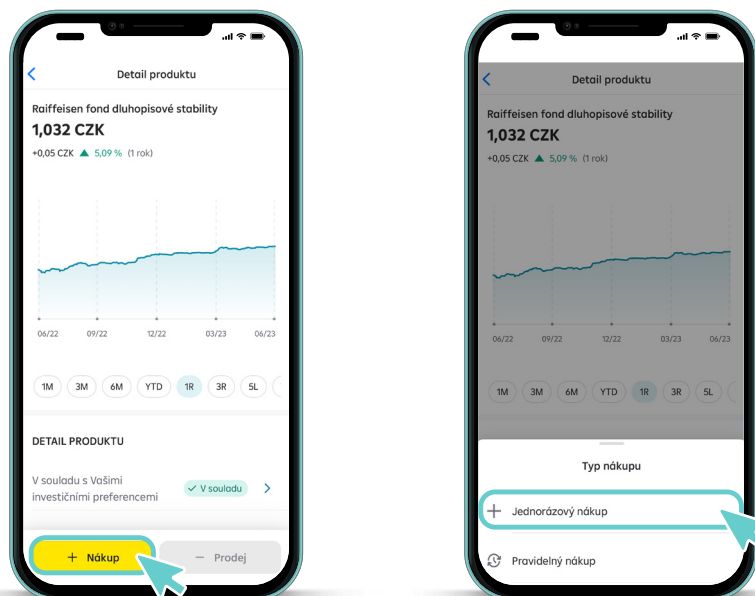 Detail produktu
Raiffeisen fond dluhopisové stability
1,032 CZK
+0,05 CZK ▲ 5,09 % (1 rok)
06/22 09/22 12/22 03/23 06/23
1M 3M 6M YTD 1R 3R 5L
DETAIL PRODUKTU
V souladu s Vašimi
investičními preferencemi
✓ V souladu
+ Nákup
− Prodej
Detail produktu
Raiffeisen fond dluhopisové stability
1,032 CZK
+0,05 CZK ▲ 5,09 % (1 rok)
06/22 09/22 12/22 03/23 06/23
1M 3M 6M YTD 1R 3R 5L
Typ nákupu
Jednorázový nákup
Pravidelný nákup